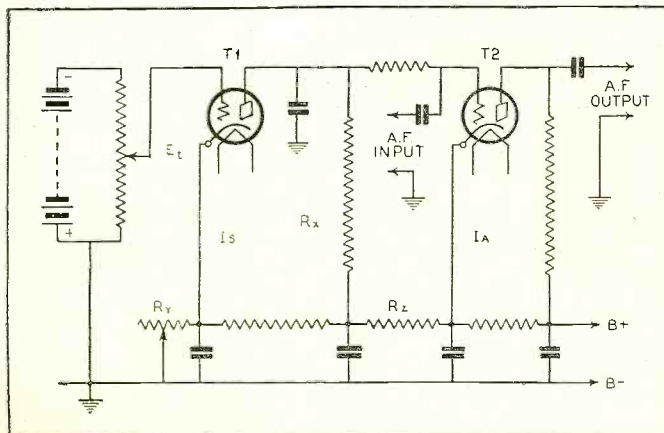 T1
T2
−
+
Et
A.F
OUTPUT
A.F
INPUT
Rx
Is
IA
Ry
Rz
B+
B-